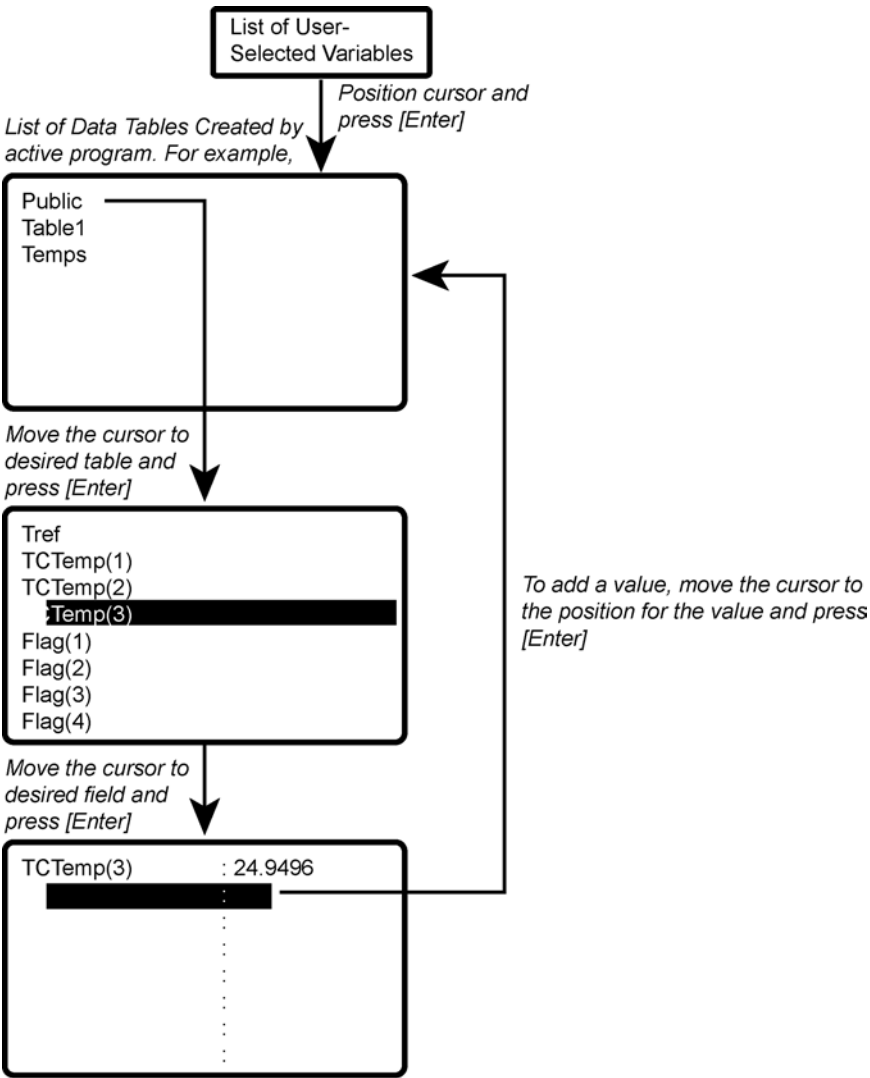 List of User-
Selected Variables
Position cursor and
press [Enter]
List of Data Tables Created by
active program. For example,
Public
Table1
Temps
Move the cursor to
desired table and
press [Enter]
Tref
TCTemp(1)
TCTemp(2)
CTemp(3)
Flag(1)
Flag(2)
Flag(3)
Flag(4)
To add a value, move the cursor to
the position for the value and press
[Enter]
Move the cursor to
desired field and
press [Enter]
TCTemp(3) : 24.9496
:
:
:
:
:
:
: